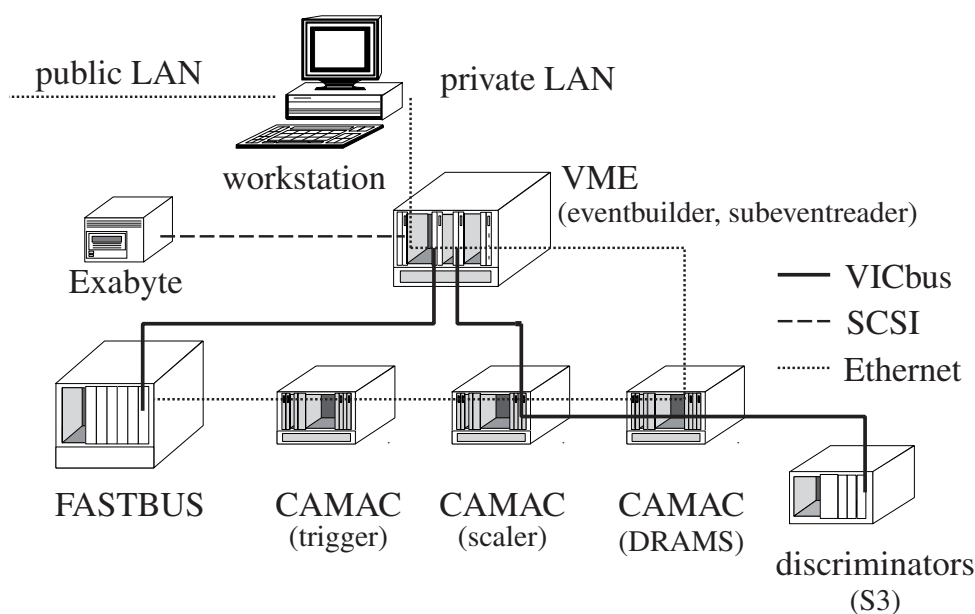 public LAN
private LAN
workstation
VME
(eventbuilder, subeventreader)
Exabyte
VICbus
SCSI
Ethernet
FASTBUS
CAMAC
(trigger)
CAMAC
(scaler)
CAMAC
(DRAMS)
discriminators
(S3)